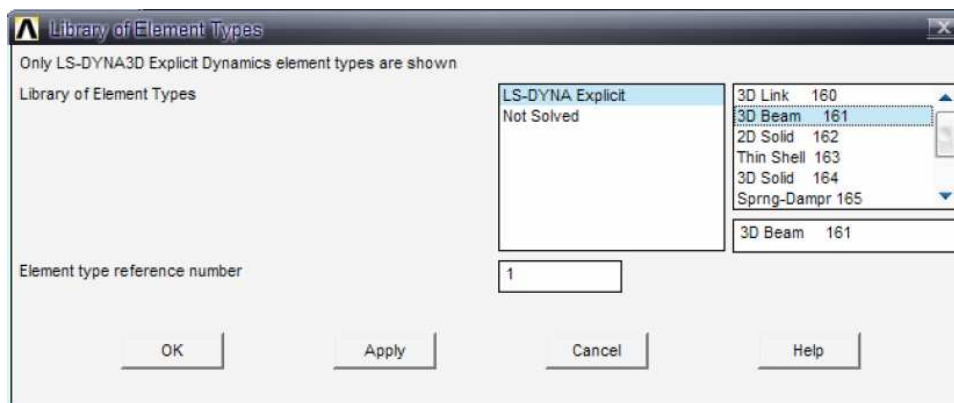 Library of Element Types
Only LS-DYNA3D Explicit Dynamics element types are shown
Library of Element Types
LS-DYNA Explicit
Not Solved
3D Link 160
3D Beam 161
2D Solid 162
Thin Shell 163
3D Solid 164
Sprng-Dampr 165
3D Beam 161
Element type reference number
1
OK
Apply
Cancel
Help